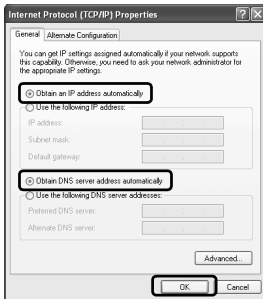 Internet Protocol (TCP/IP) Properties
General
Alternate Configuration
You can get IP settings assigned automatically if your network supports
this capability. Otherwise, you need to ask your network administrator for
the appropriate IP settings.
Obtain an IP address automatically
Use the following IP address:
IP address:
Subnet mask:
Default gateway:
Obtain DNS server address automatically
Use the following DNS server addresses:
Preferred DNS server:
Alternate DNS server:
Advanced...
OK
Cancel